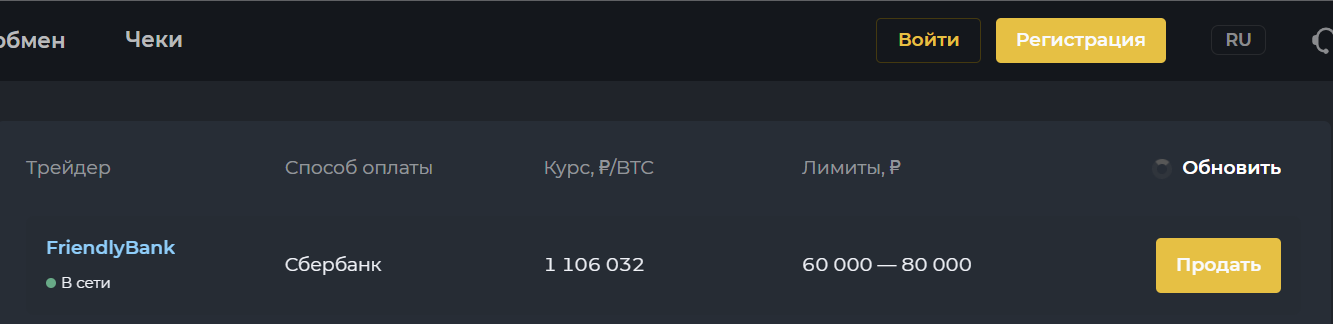 обмен Чеки Войти Регистрация RU
Трейдер Способ оплаты Курс, ₽/BTC Лимиты, ₽ Обновить
FriendlyBank
Сбербанк 1 106 032 60 000 — 80 000 Продать
В сети